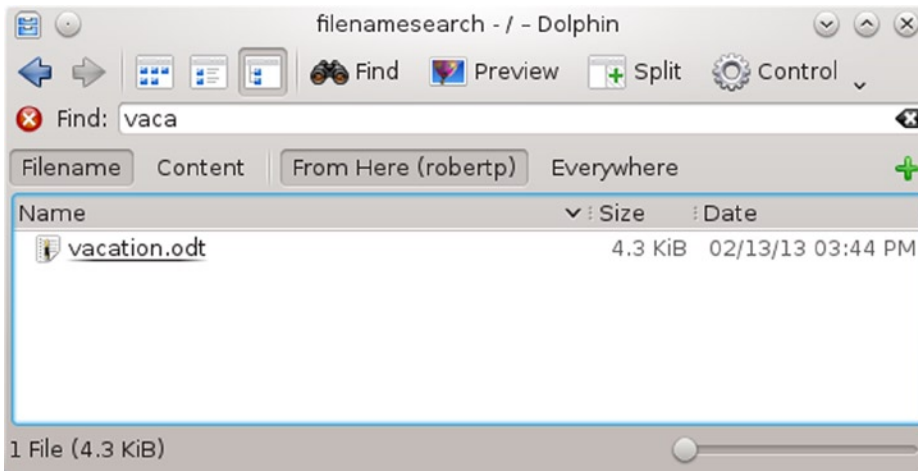 filenamesearch - / - Dolphin
Find Preview Split Control
Find: vaca
Filename Content From Here (robertp) Everywhere
Name Size Date
vacation.odt 4.3 KiB 02/13/13 03:44 PM
1 File (4.3 KiB)